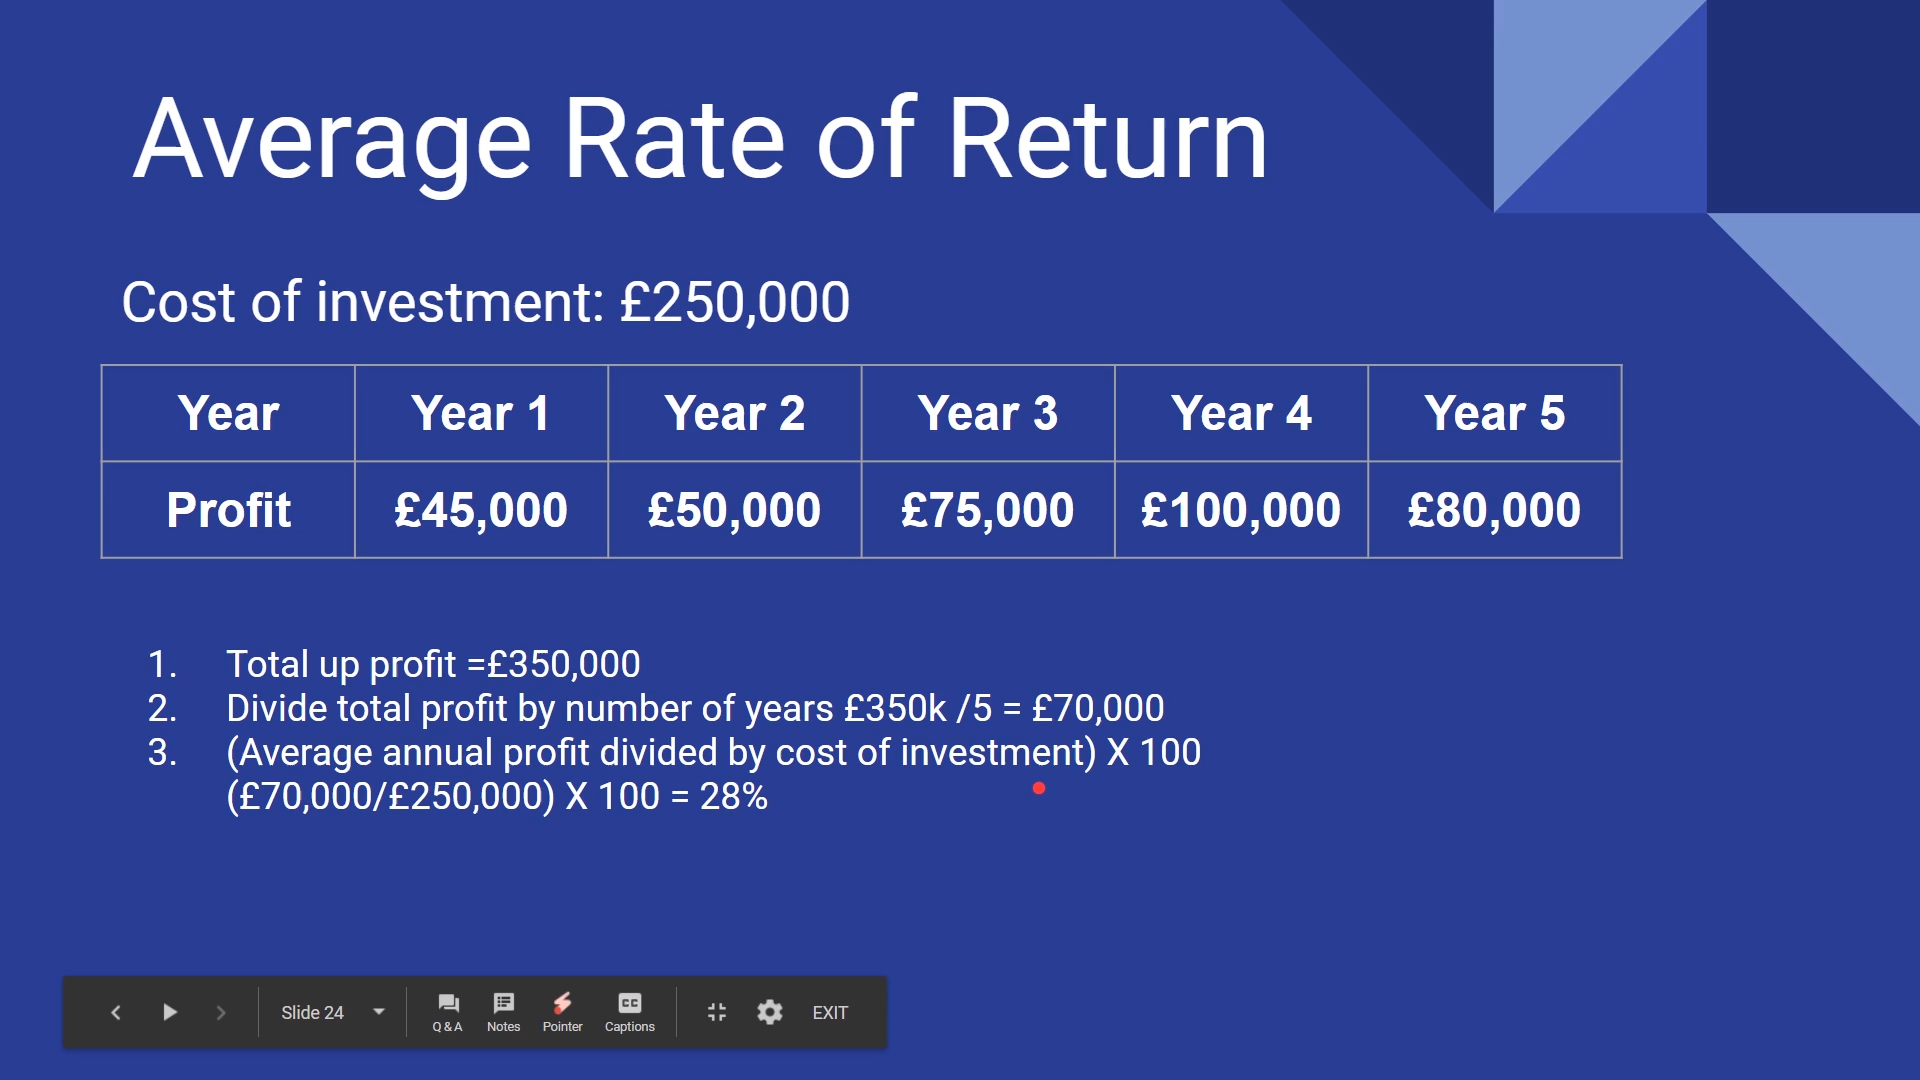 Average Rate of Return
Cost of investment: £250,000
Year Year 1 Year 2 Year 3 Year 4 Year 5
Profit £45,000 £50,000 £75,000 £100,000 £80,000
1. Total up profit =£350,000
2. Divide total profit by number of years £350k /5 = £70,000
3. (Average annual profit divided by cost of investment) X 100
(£70,000/£250,000) X 100 = 28%
Slide 24 Q & A Notes Pointer CC Captions EXIT